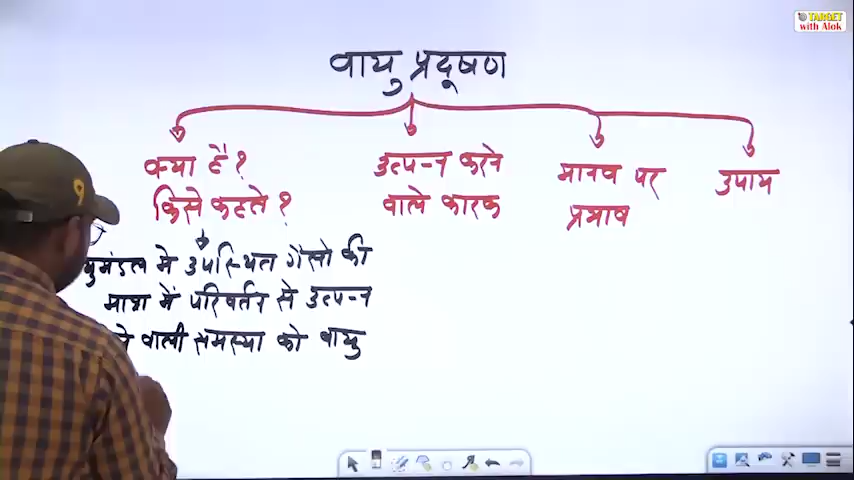 TARGET
with Alok
वायु प्रदूषण
क्या है?
किसे कहते?
उत्पन्न करने
वाले कारक
मानव पर
प्रभाव
उपाय
में उपस्थित गैसो की
मात्रा में परिवर्तन से उत्पन्न
वाली समस्या को वायु